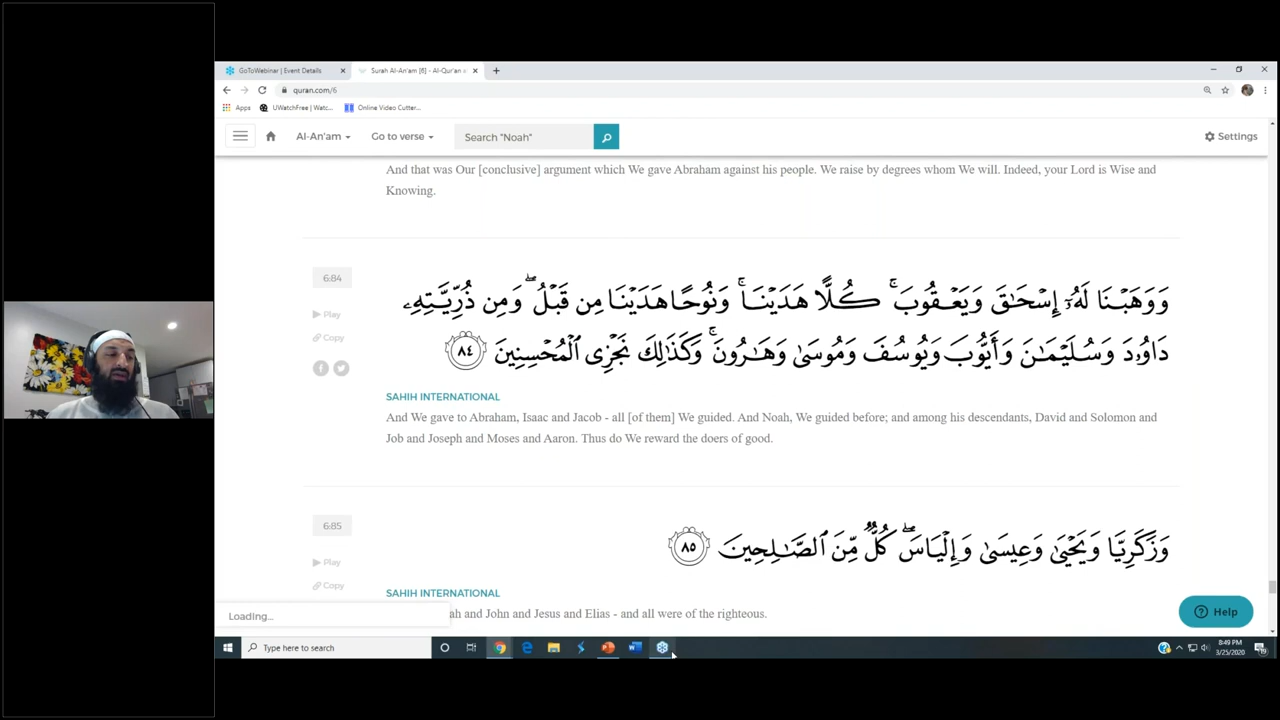 GoToWebinar | Event Details
Surah Al-An'am [6] - Al-Qur'an a
quran.com/6
Apps UWatchFree | Watc... Online Video Cutter...
Al-An'am Go to verse Search "Noah" Settings
And that was Our [conclusive] argument which We gave Abraham against his people. We raise by degrees whom We will. Indeed, your Lord is Wise and
Knowing.
6:84
وَوَهَبْنَا لَهُۥٓ إِسْحَـٰقَ وَيَعْقُوبَ ۚ كُلًّا هَدَيْنَا ۚ وَنُوحًا هَدَيْنَا مِن قَبْلُ ۖ وَمِن ذُرِّيَّتِهِۦ
Play
Copy
دَاوُۥدَ وَسُلَيْمَـٰنَ وَأَيُّوبَ وَيُوسُفَ وَمُوسَىٰ وَهَـٰرُونَ ۚ وَكَذَٰلِكَ نَجْزِى ٱلْمُحْسِنِينَ ٨٤
SAHIH INTERNATIONAL
And We gave to Abraham, Isaac and Jacob - all [of them] We guided. And Noah, We guided before; and among his descendants, David and Solomon and
Job and Joseph and Moses and Aaron. Thus do We reward the doers of good.
6:85
وَزَكَرِيَّا وَيَحْيَىٰ وَعِيسَىٰ وَإِلْيَاسَ ۖ كُلٌّ مِّنَ ٱلصَّـٰلِحِينَ ٨٥
Play
Copy
SAHIH INTERNATIONAL
ah and John and Jesus and Elias - and all were of the righteous.
Loading...
Help
Type here to search
8:49 PM
3/25/2020